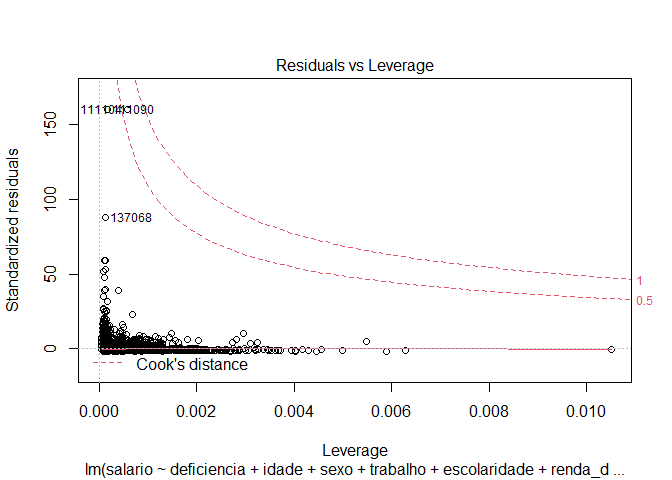 Residuals vs Leverage
137068
1
0.5
Cook's distance
0
50
100
150
Standardized residuals
0.000
0.002
0.004
0.006
0.008
0.010
Leverage
lm(salario ~ deficiencia + idade + sexo + trabalho + escolaridade + renda_d ...